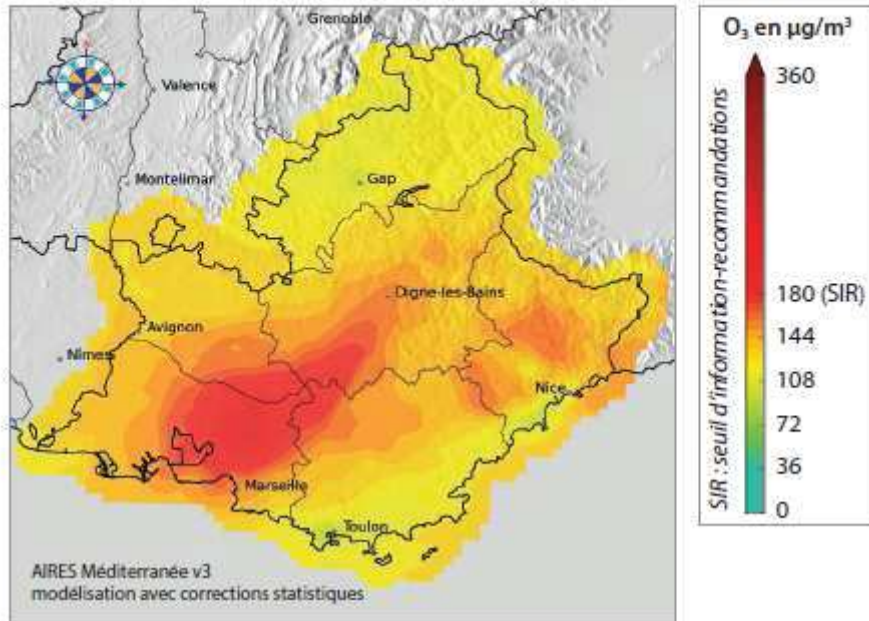 Grenoble
Valence
Montelimar
Gap
Digne-les-Bains
Avignon
Nîmes
Nice
Marseille
Toulon
AIRES Méditerranée v3
modélisation avec corrections statistiques
O₃ en µg/m³
360
180 (SIR)
144
108
72
36
0
SIR : seuil d'information-recommandations